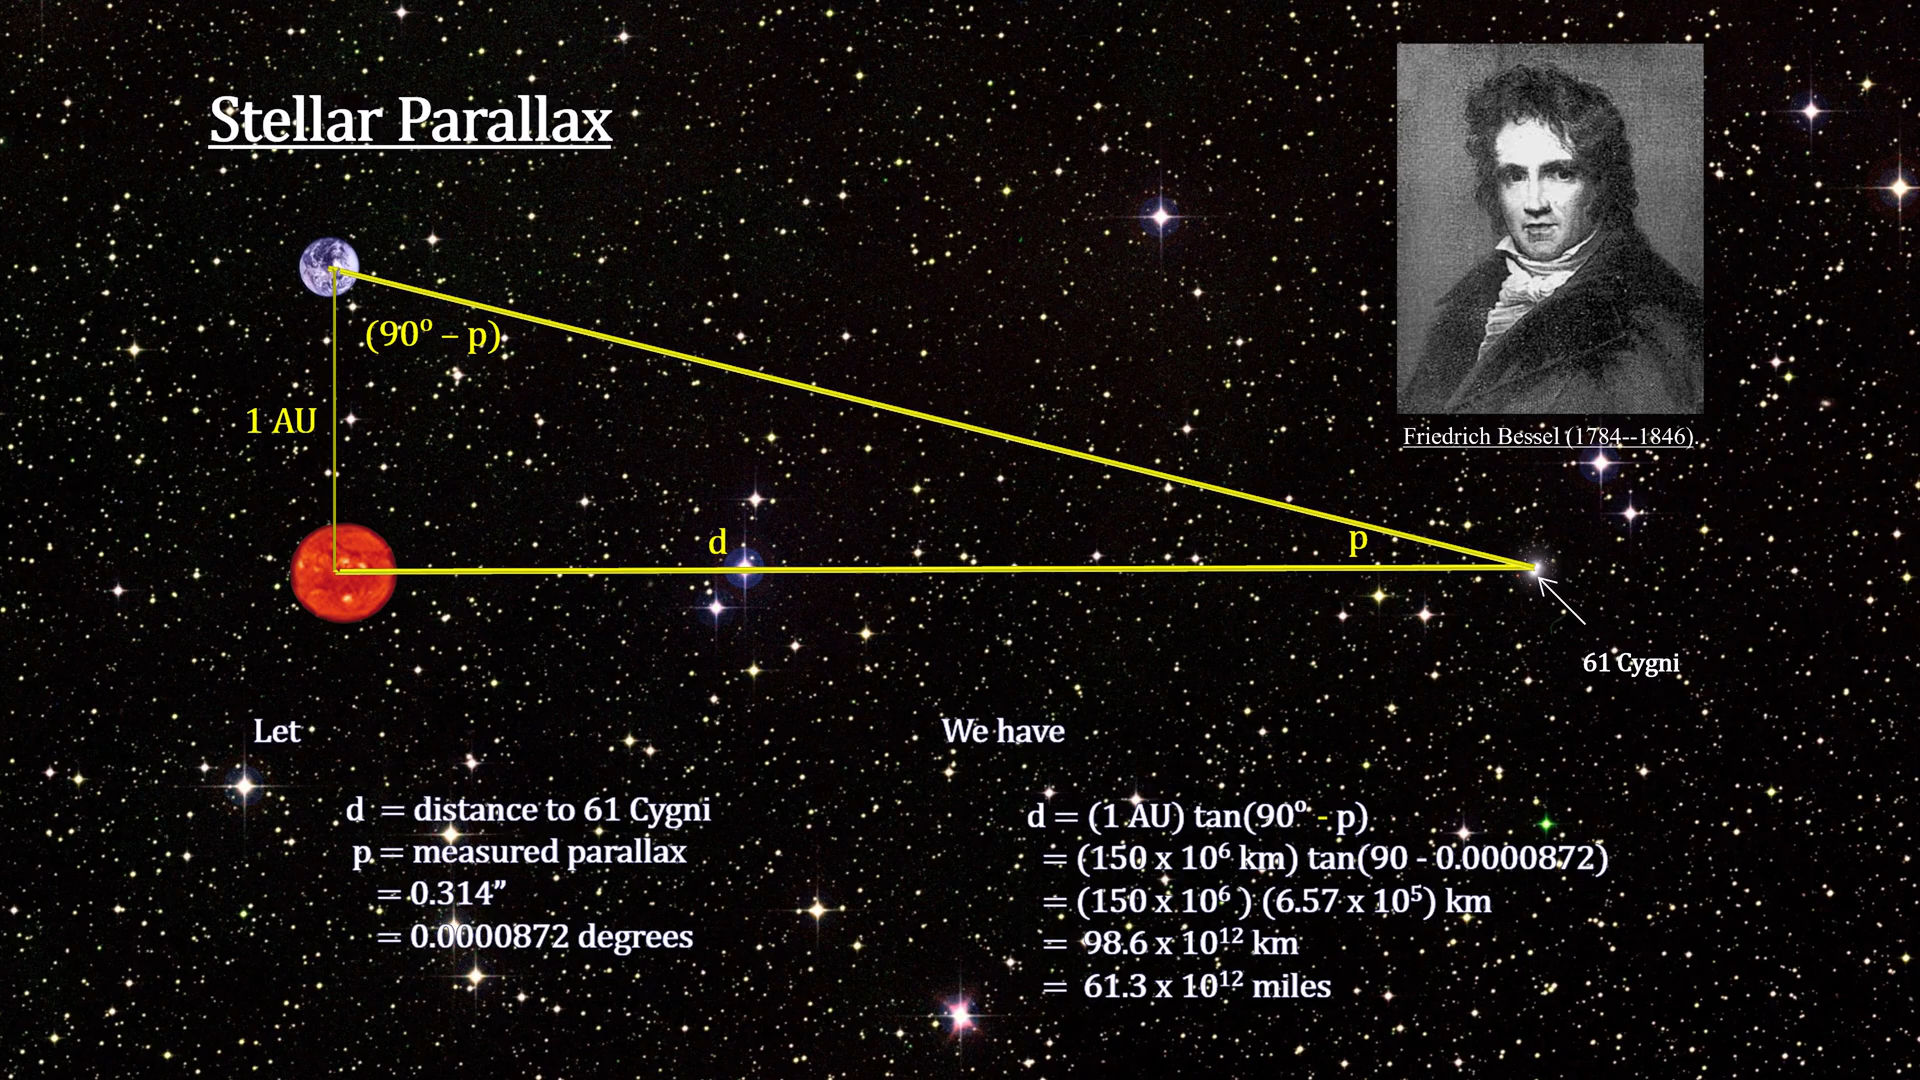 Stellar Parallax
Friedrich Bessel (1784--1846)
(90⁰ – p)
1 AU
d
p
61 Cygni
Let
d = distance to 61 Cygni
p = measured parallax
= 0.314”
= 0.0000872 degrees
We have
d = (1 AU) tan(90⁰ - p)
= (150 x 10⁶ km) tan(90 - 0.0000872)
= (150 x 10⁶ ) (6.57 x 10⁵) km
= 98.6 x 10¹² km
= 61.3 x 10¹² miles